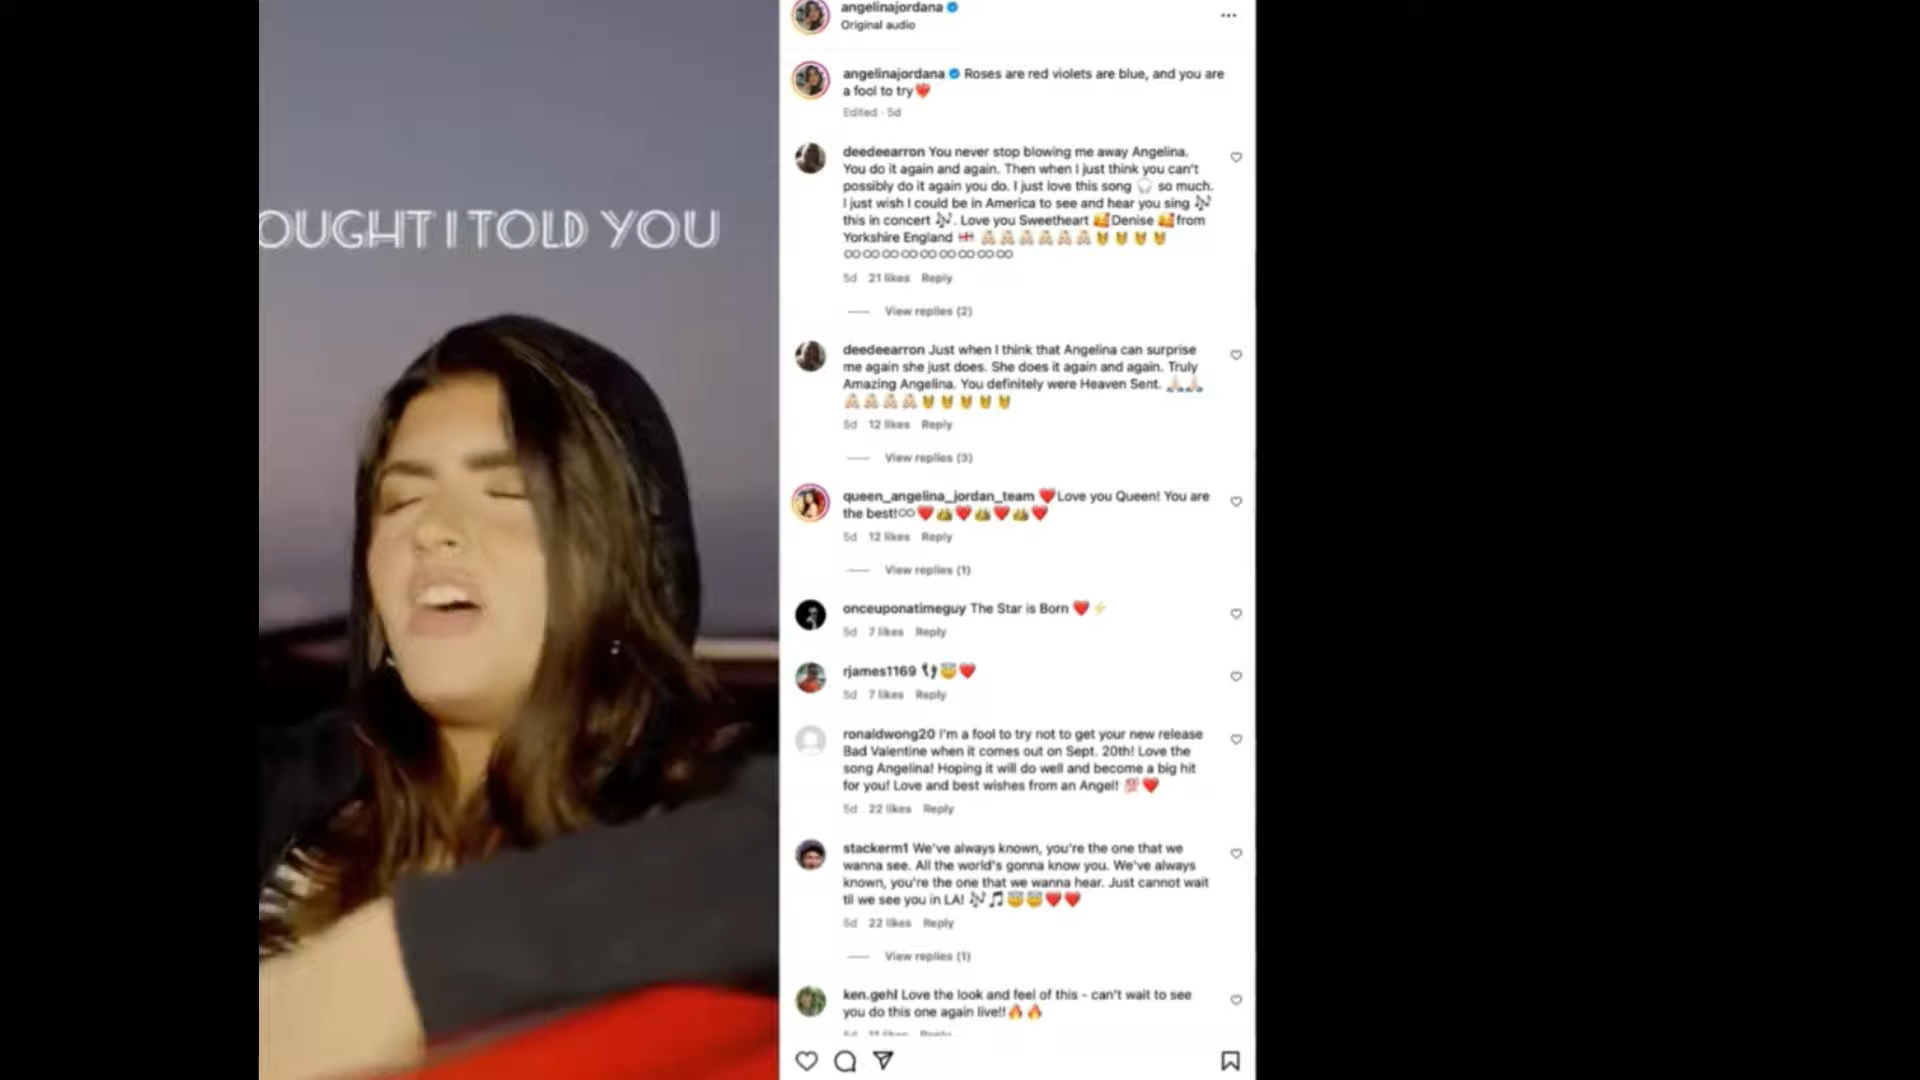 OUGHT I TOLD YOU
angelinajordana
Original audio
angelinajordana Roses are red violets are blue, and you are
a fool to try❤️‍🔥
Edited · 5d
deedeearron You never stop blowing me away Angelina.
You do it again and again. Then when I just think you can't
possibly do it again you do. I just love this song 🎧 so much.
I just wish I could be in America to see and hear you sing 🎶
this in concert 🎶. Love you Sweetheart 🥰Denise 🥰from
Yorkshire England
∞∞∞∞∞∞∞∞∞
5d 21 likes Reply
View replies (2)
deedeearron Just when I think that Angelina can surprise
me again she just does. She does it again and again. Truly
Amazing Angelina. You definitely were Heaven Sent.
5d 12 likes Reply
View replies (3)
queen_angelina_jordan_team ❤️Love you Queen! You are
the best!∞❤️👑❤️👑❤️👑❤️
5d 12 likes Reply
View replies (1)
onceuponatimeguy The Star is Born ❤️⚡
5d 7 likes Reply
rjames1169 👣😇❤️
5d 7 likes Reply
ronaldwong20 I'm a fool to try not to get your new release
Bad Valentine when it comes out on Sept. 20th! Love the
song Angelina! Hoping it will do well and become a big hit
for you! Love and best wishes from an Angel! 💯❤️
5d 22 likes Reply
stackerm1 We've always known, you're the one that we
wanna see. All the world's gonna know you. We've always
known, you're the one that we wanna hear. Just cannot wait
til we see you in LA! 🎶🎵😇😇❤️❤️
5d 22 likes Reply
View replies (1)
ken.gehl Love the look and feel of this - can't wait to see
you do this one again live!!🔥🔥
5d 11 likes Reply